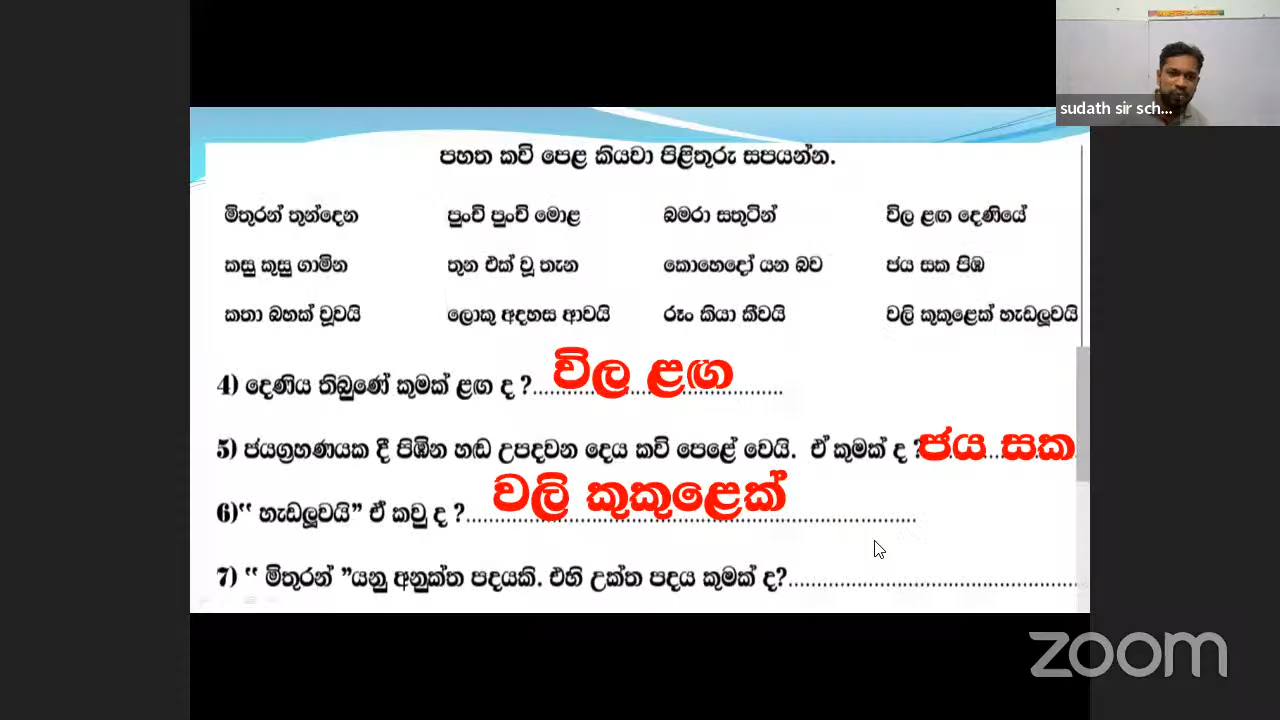 sudath sir sch...
පහත කවි පෙළ කියවා පිළිතුරු සපයන්න.
මිතුරන් තුන්දෙන
කසු කුසු ගාමින
කතා බහක් වූවයි
පුංචි පුංචි මොළ
තුන එක් වූ තැන
ලොකු අදහස ආවයි
බමරා සතුටින්
කොහෙදෝ යන බව
රූං කියා කීවයි
විල ළඟ දෙණියේ
ජය සක පිඹ
වලි කුකුළෙක් හැඩලූවයි
4) දෙණිය තිබුණේ කුමක් ළඟ ද ?.......... විල ළඟ
5) ජයග්‍රහණයක දී පිඹින හඬ උපදවන දෙය කවි පෙළේ වෙයි. ඒ කුමක් ද ? ජය සක
6)“ හැඩලූවයි” ඒ කවු ද ?.......... වලි කුකුළෙක්
7) “ මිතුරන් ”යනු අනුක්ත පදයකි. එහි උක්ත පදය කුමක් ද?..........
zoom